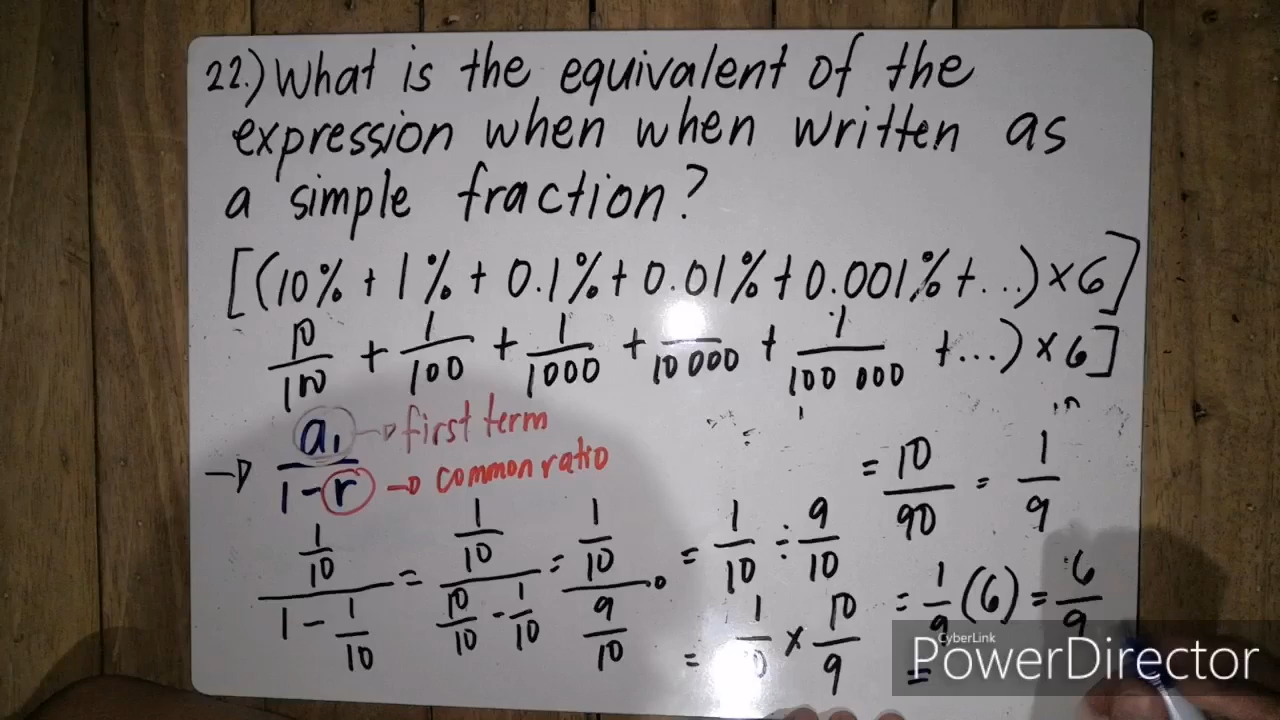 22.) What is the equivalent of the
expression when when written as
a simple fraction?
[(10% + 1% + 0.1% + 0.01% + 0.001% + ...) × 6]
10/100 + 1/100 + 1/1000 + /10 000 + 1/100 000 + ...) × 6]
→ a₁/1-r
→ first term
→ common ratio
1/10 / 1 - 1/10 = 1/10 / 10/10 - 1/10 = 1/10 / 9/10
= 1/10 ÷ 9/10
= 1/ 0 × 10/9
= 10/90 = 1/9
= 1/9 (6) = 6/9
=
CyberLink
PowerDirector